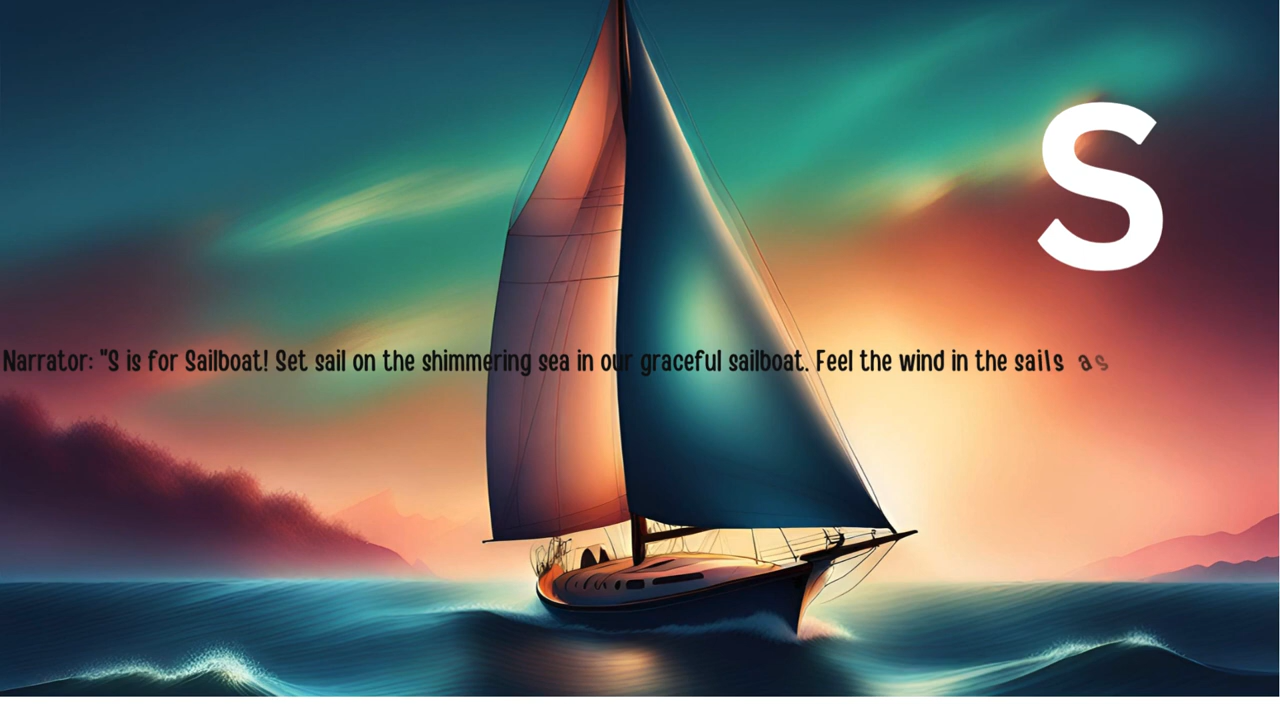 S
Narrator: "S is for Sailboat! Set sail on the shimmering sea in our graceful sailboat. Feel the wind in the sails as